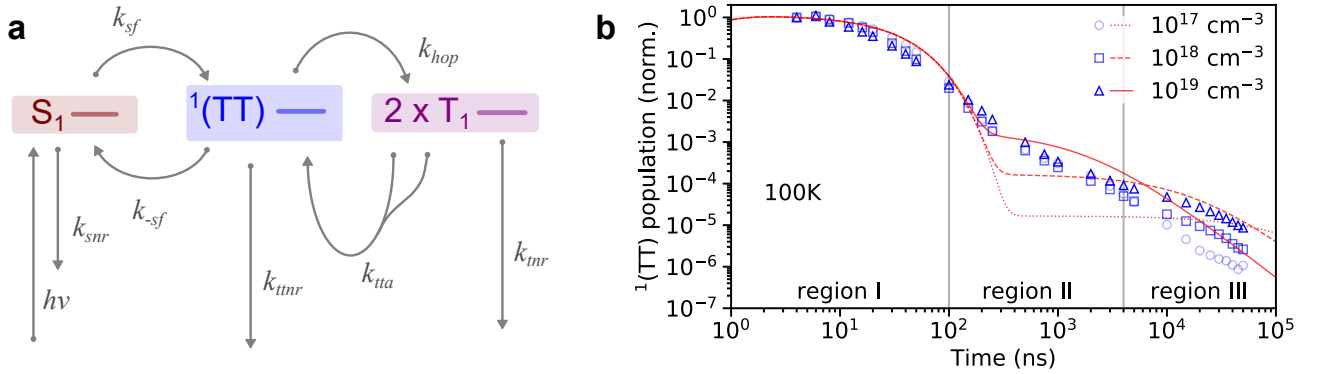 a
k_sf
k_hop
S_1
^1(TT)
2 x T_1
k_-sf
k_snr
hν
k_ttnr
k_tta
k_tnr
b
^1(TT) population (norm.)
10^0
10^-1
10^-2
10^-3
10^-4
10^-5
10^-6
10^-7
10^17 cm^-3
10^18 cm^-3
10^19 cm^-3
100K
region I
region II
region III
10^0 10^1 10^2 10^3 10^4 10^5
Time (ns)